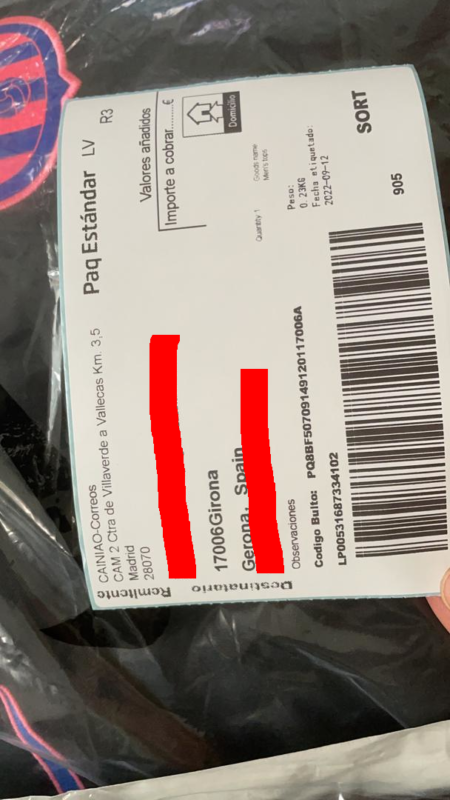 Remitente
CAINIAO-Correos
CAM 2 Ctra de Villaverde a Vallecas Km. 3,5
Madrid
28070
Paq Estándar LV R3
Valores añadidos
Importe a cobrar.......€
Domicilio
Destinatario
17006Girona
Gerona, Spain
Quantity 1
Goods name
Men's tops
Observaciones
Peso:
0.23KG
Fecha etiquetado:
2022-09-12
Codigo Bulto: PQ8BF50709149120117006A
LP00531687334102
SORT
905